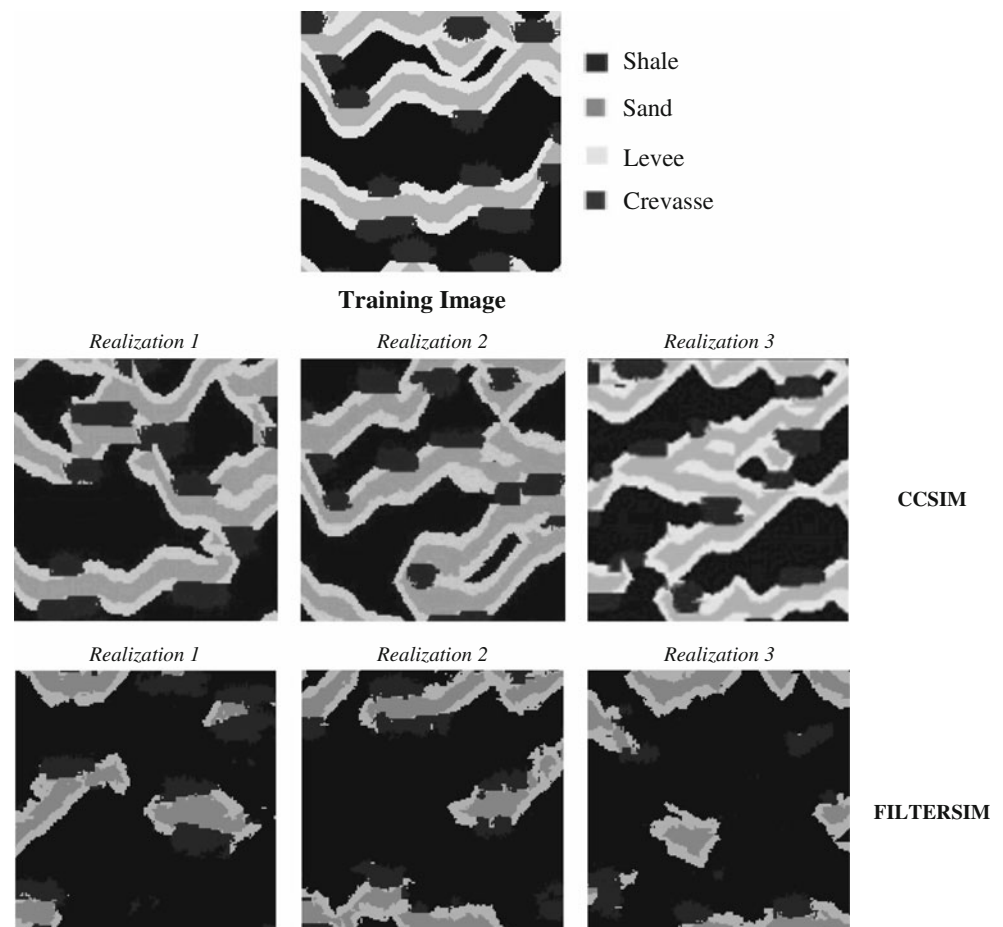 Shale
Sand
Levee
Crevasse
Training Image
Realization 1 Realization 2 Realization 3
CCSIM
Realization 1 Realization 2 Realization 3
FILTERSIM